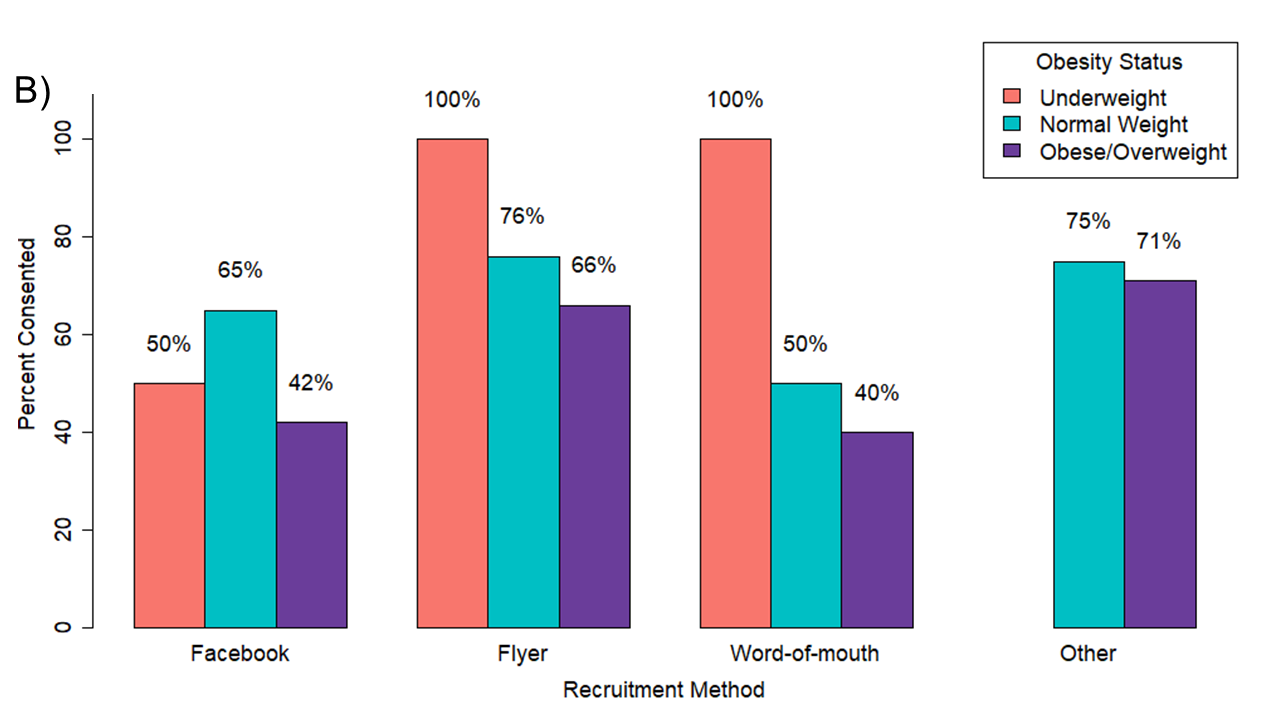 B)
Obesity Status
Underweight
Normal Weight
Obese/Overweight
Percent Consented
100
80
60
40
20
0
50%
65%
42%
100%
76%
66%
100%
50%
40%
75%
71%
Facebook
Flyer
Word-of-mouth
Other
Recruitment Method